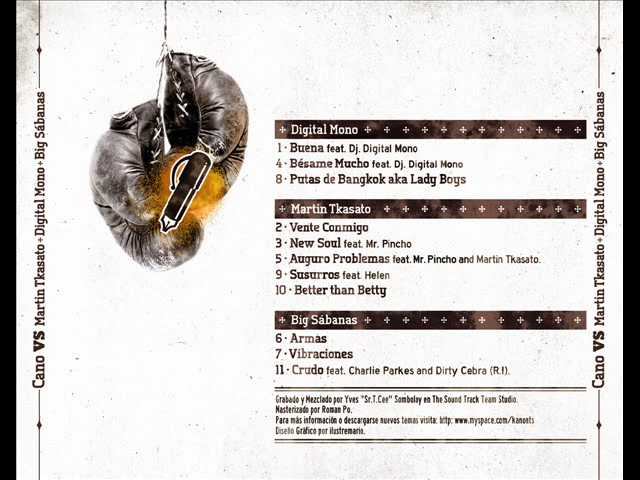 Cano VS Martin Tkasato + Digital Mono + Big Sábanas
Digital Mono
1 · Buena feat. Dj. Digital Mono
4 · Bésame Mucho feat. Dj. Digital Mono
8 · Putas de Bangkok aka Lady Boys
Martin Tkasato
2 · Vente Conmigo
3 · New Soul feat. Mr. Pincho
5 · Auguro Problemas feat. Mr. Pincho and Martin Tkasato.
9 · Susurros feat. Helen
10 · Better than Betty
Big Sábanas
6 · Armas
7 · Vibraciones
11 · Crudo feat. Charlie Parkes and Dirty Cebra (R.I).
Grabado y Mezclado por Yves "Sr.T.Cee" Sombolay en The Sound Track Team Studio.
Masterizado por Roman Po.
Para más información o descargarse nuevos temas visita: http: www.myspace.com/kanonts
Diseño Gráfico por ilustremario.
Cano VS Martin Tkasato + Digital Mono + Big Sábanas